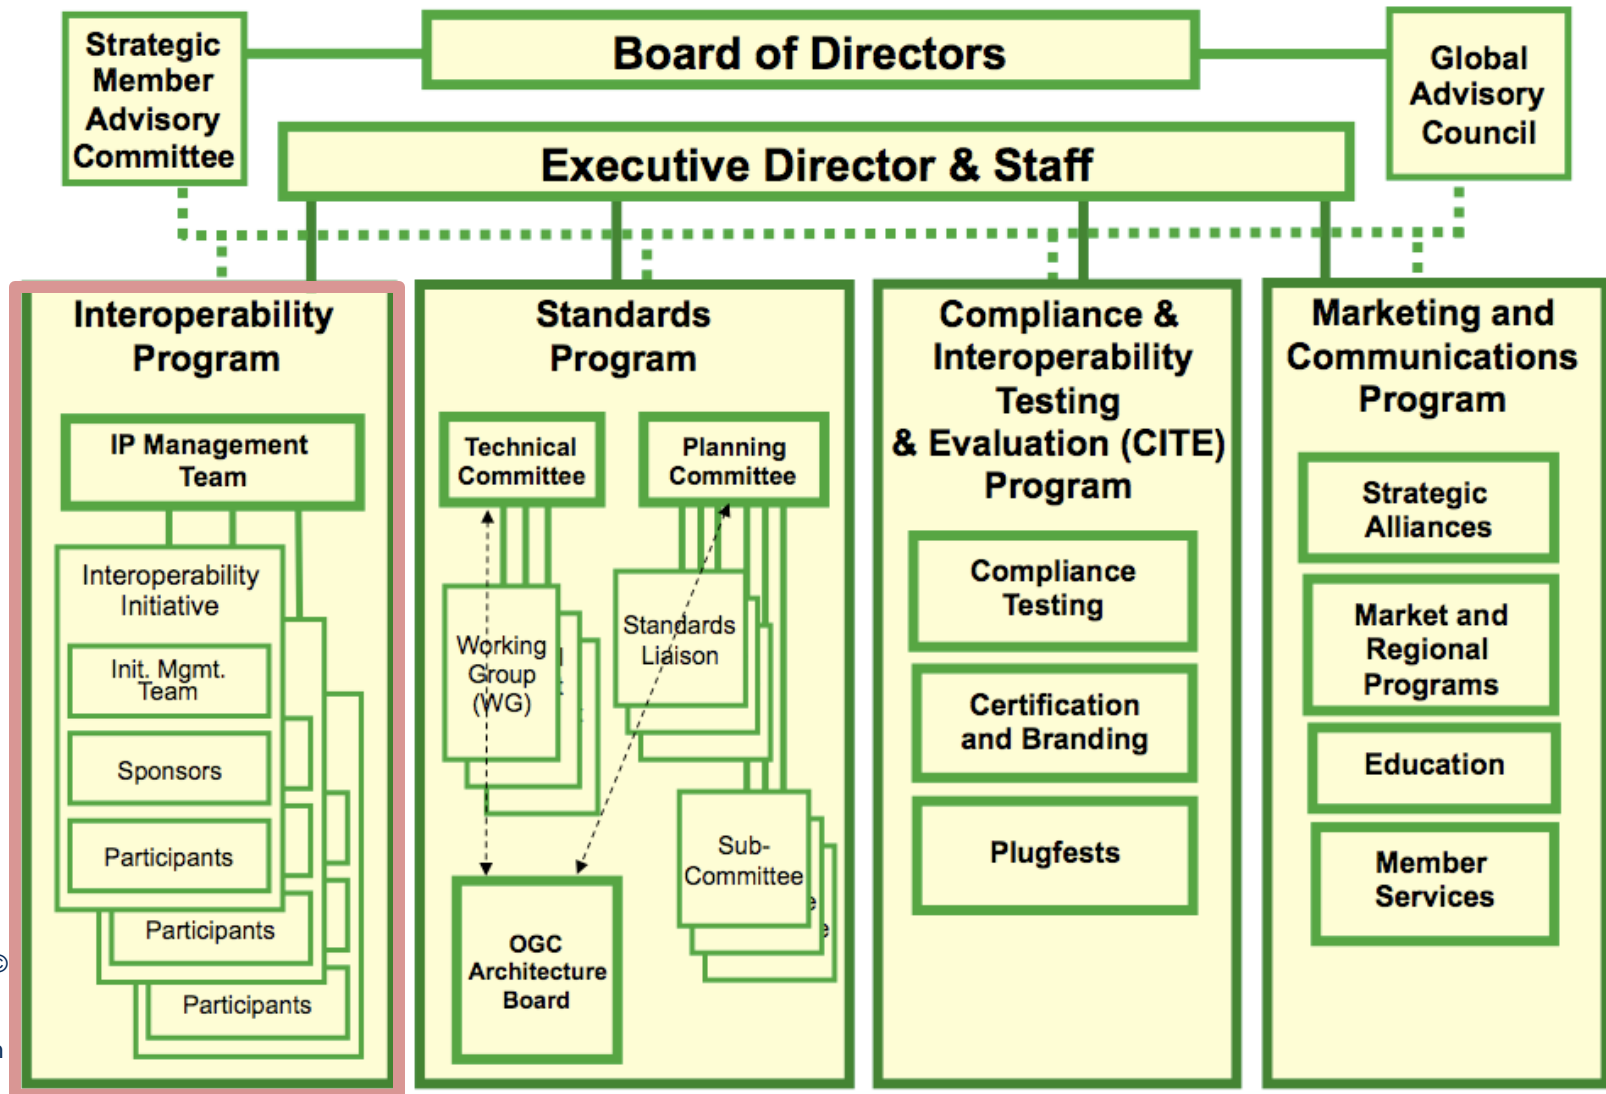 Strategic
Member
Advisory
Committee
Board of Directors
Global
Advisory
Council
Executive Director & Staff
Interoperability
Program
IP Management
Team
Interoperability
Initiative
Init. Mgmt.
Team
Sponsors
Participants
Participants
Participants
Standards
Program
Technical
Committee
Planning
Committee
Working
Group
(WG)
Standards
Liaison
Sub-
Committee
OGC
Architecture
Board
Compliance &
Interoperability
Testing
& Evaluation (CITE)
Program
Compliance
Testing
Certification
and Branding
Plugfests
Marketing and
Communications
Program
Strategic
Alliances
Market and
Regional
Programs
Education
Member
Services
©